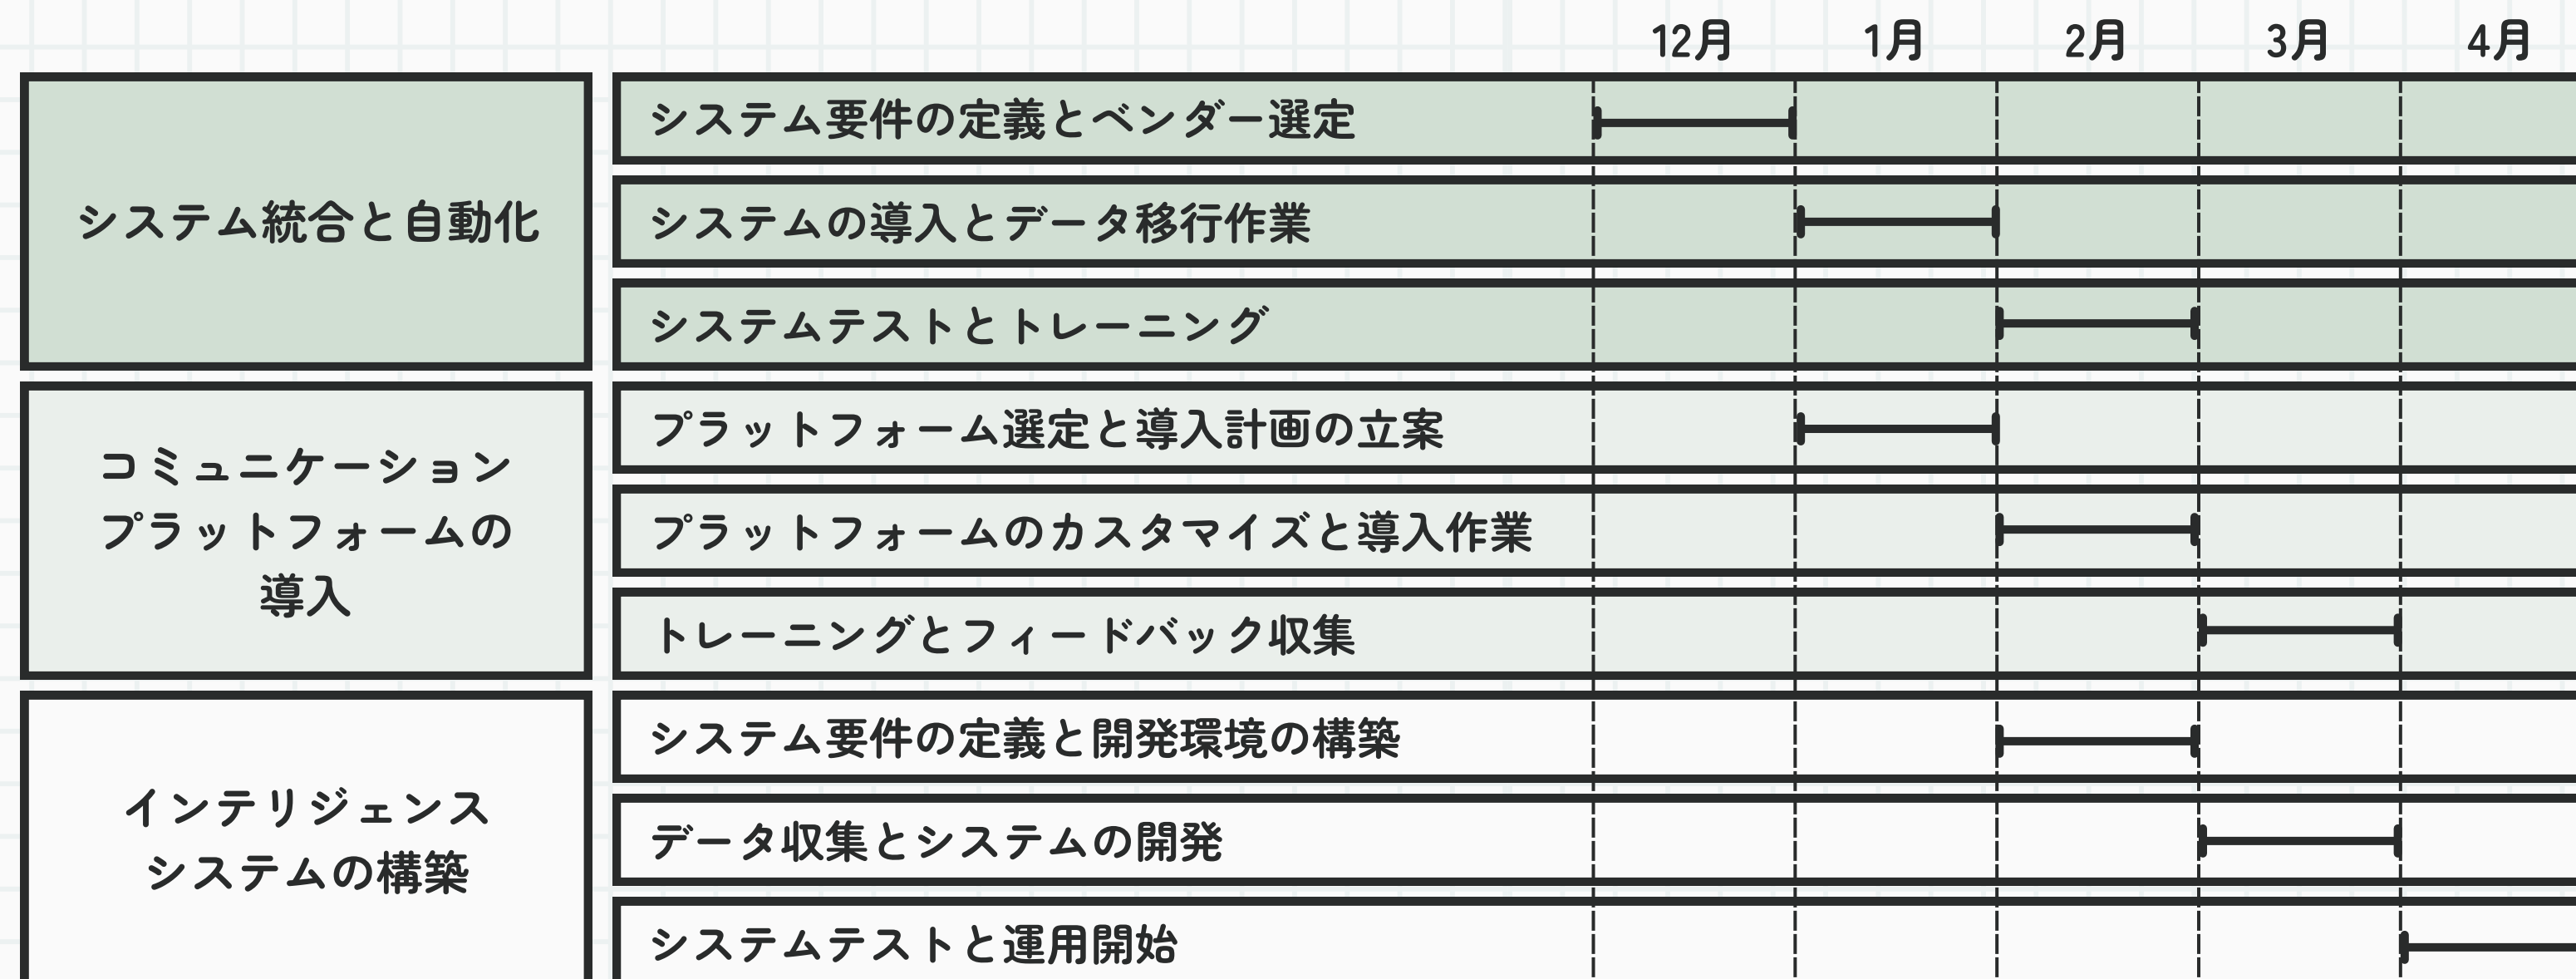 12月
1月
2月
3月
4月
システム統合と自動化
システム要件の定義とベンダー選定
システムの導入とデータ移行作業
システムテストとトレーニング
コミュニケーション
プラットフォームの
導入
プラットフォーム選定と導入計画の立案
プラットフォームのカスタマイズと導入作業
トレーニングとフィードバック収集
インテリジェンス
システムの構築
システム要件の定義と開発環境の構築
データ収集とシステムの開発
システムテストと運用開始